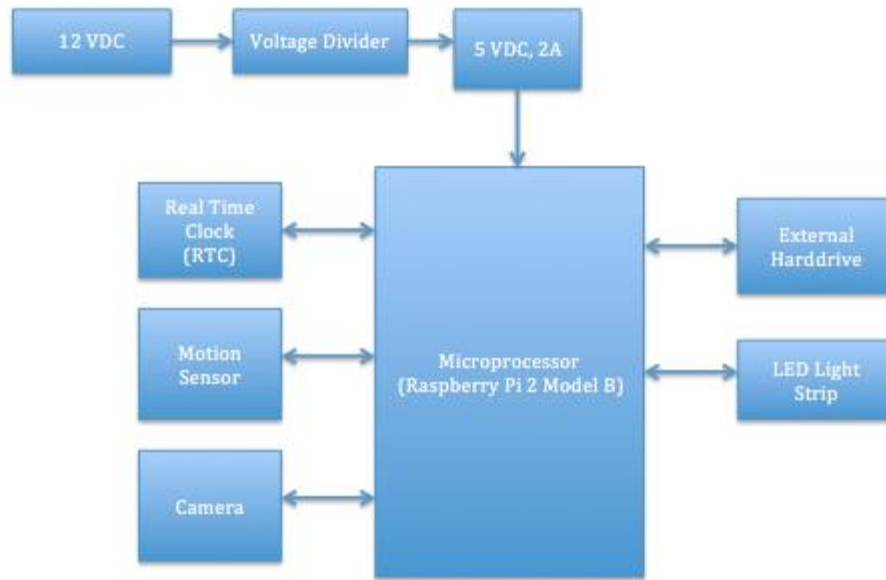 12 VDC
Voltage Divider
5 VDC, 2A
Real Time
Clock
(RTC)
Motion
Sensor
Camera
Microprocessor
(Raspberry Pi 2 Model B)
External
Harddrive
LED Light
Strip